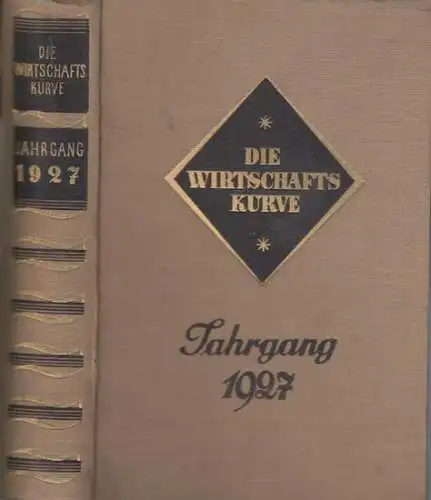 DIE
WIRTSCHAFTS
KURVE
JAHRGANG
1927
DIE
WIRTSCHAFTS
KURVE
Jahrgang
1927